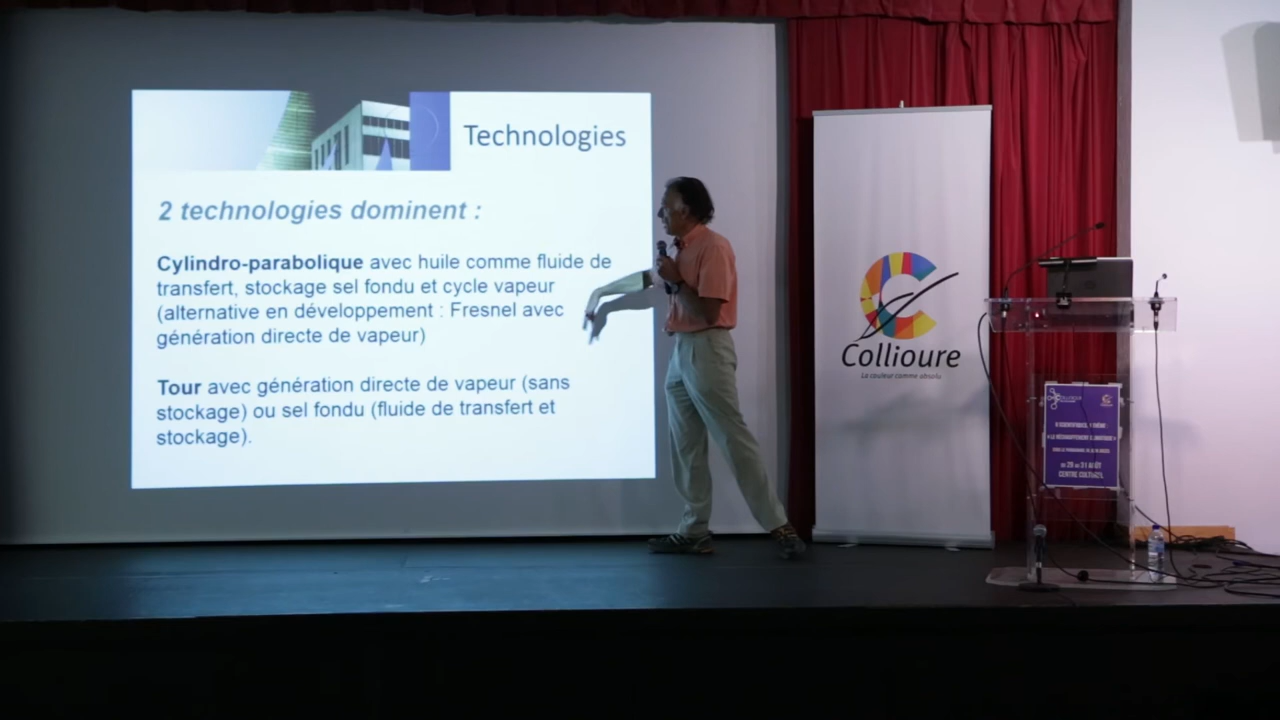 Technologies
2 technologies dominent :
Cylindro-parabolique avec huile comme fluide de
transfert, stockage sel fondu et cycle vapeur
(alternative en développement : Fresnel avec
génération directe de vapeur)
Tour avec génération directe de vapeur (sans
stockage) ou sel fondu (fluide de transfert et
stockage).
Collioure
La couleur comme absolu
CENTRE CULTUREL